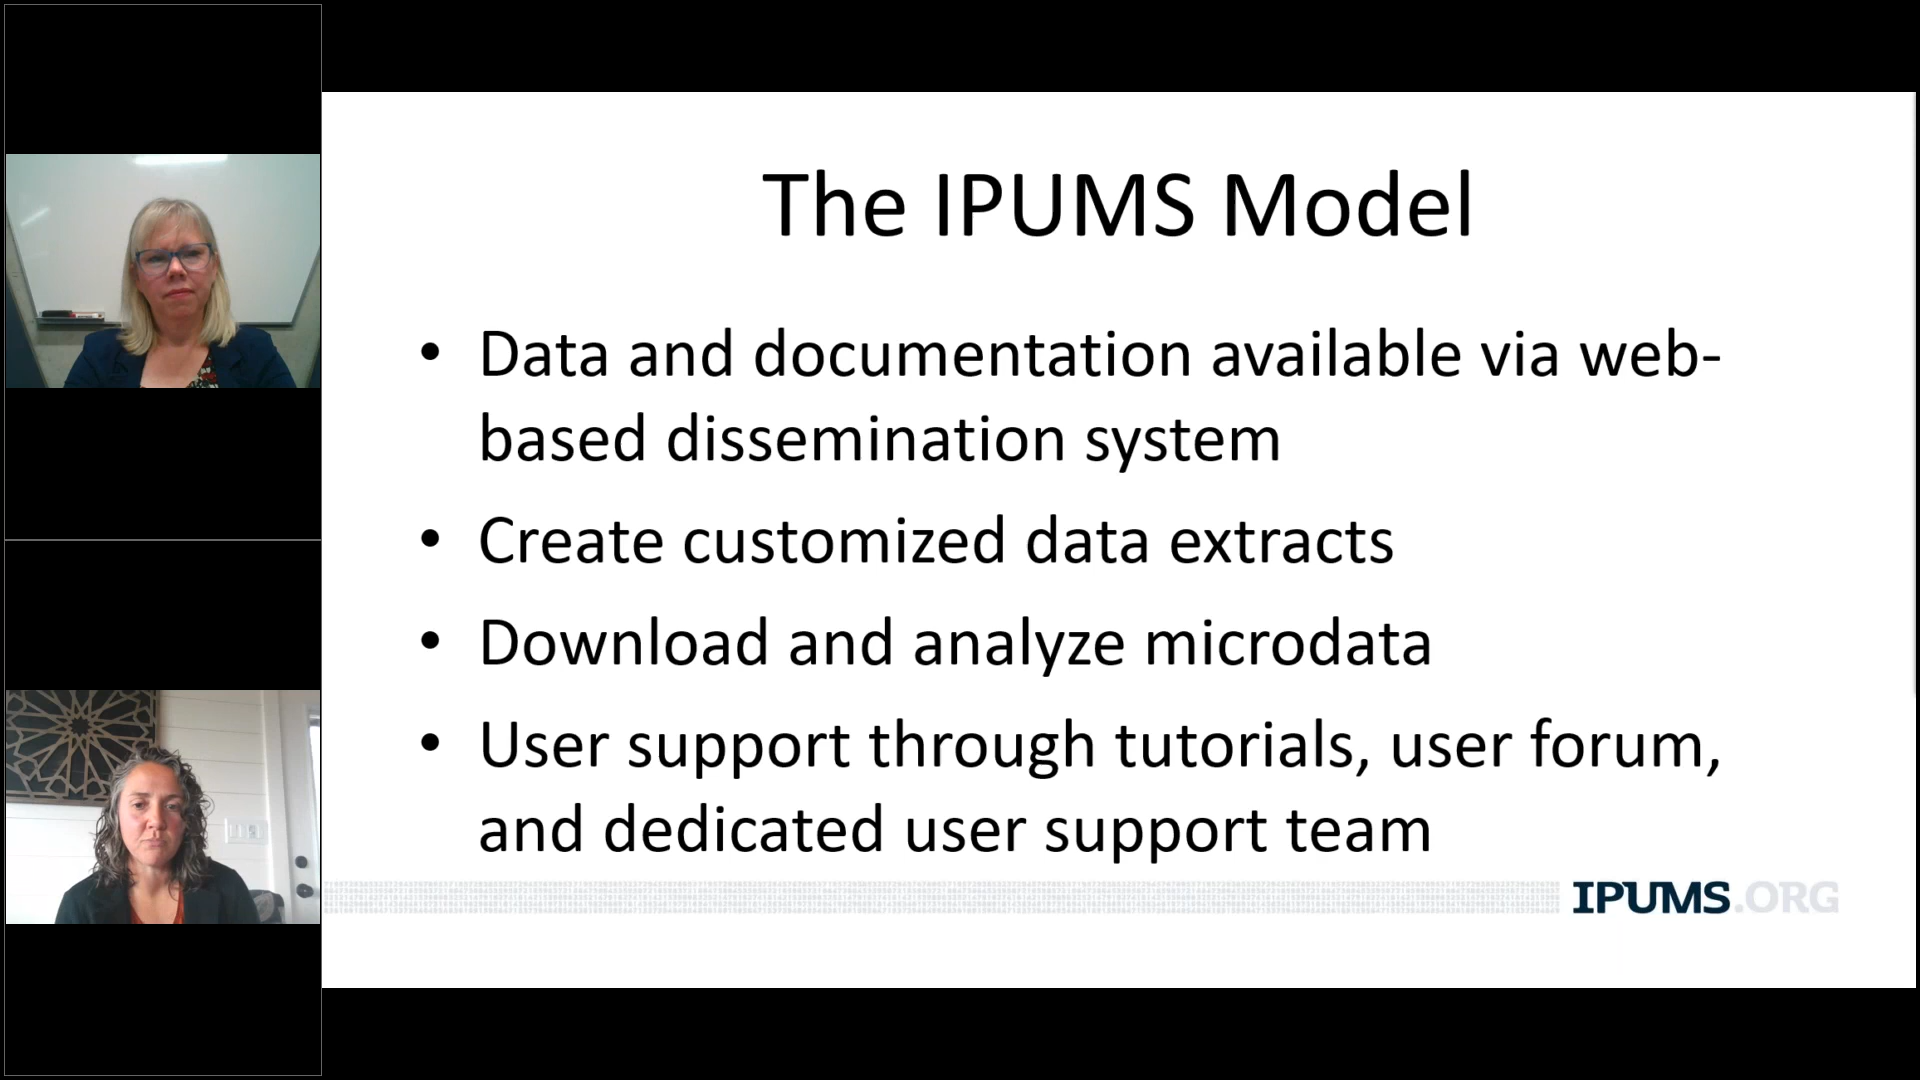 The IPUMS Model
• Data and documentation available via web-
based dissemination system
• Create customized data extracts
• Download and analyze microdata
• User support through tutorials, user forum,
and dedicated user support team
IPUMS.ORG